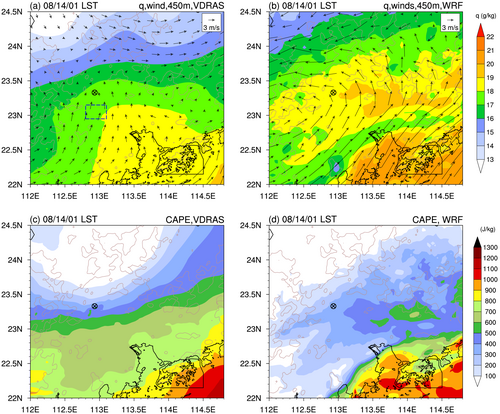 (a) 08/14/01 LST q,wind,450m,VDRAS
(b) 08/14/01 LST q,winds,450m,WRF
q (g/kg)
3 m/s
3 m/s
24.5N
24N
23.5N
23N
22.5N
22N
24.5N
24N
23.5N
23N
22.5N
22N
22
21
20
19
18
17
16
15
14
13
112E 112.5E 113E 113.5E 114E 114.5E
112E 112.5E 113E 113.5E 114E 114.5E
(c) 08/14/01 LST CAPE,VDRAS
(d) 08/14/01 LST CAPE, WRF
(J/kg)
24.5N
24N
23.5N
23N
22.5N
22N
24.5N
24N
23.5N
23N
22.5N
22N
1300
1200
1100
1000
900
800
700
600
500
400
300
200
100
112E 112.5E 113E 113.5E 114E 114.5E
112E 112.5E 113E 113.5E 114E 114.5E